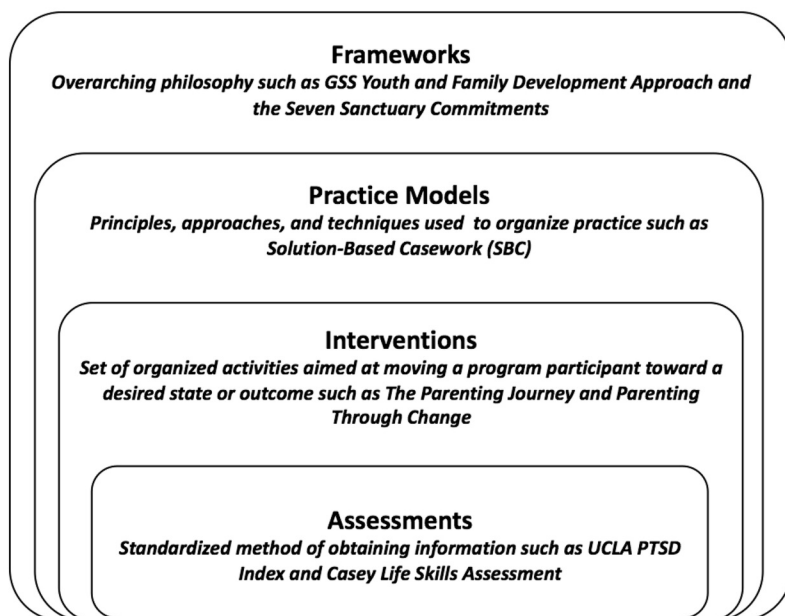 Frameworks
Overarching philosophy such as GSS Youth and Family Development Approach and
the Seven Sanctuary Commitments
Practice Models
Principles, approaches, and techniques used to organize practice such as
Solution-Based Casework (SBC)
Interventions
Set of organized activities aimed at moving a program participant toward a
desired state or outcome such as The Parenting Journey and Parenting
Through Change
Assessments
Standardized method of obtaining information such as UCLA PTSD
Index and Casey Life Skills Assessment